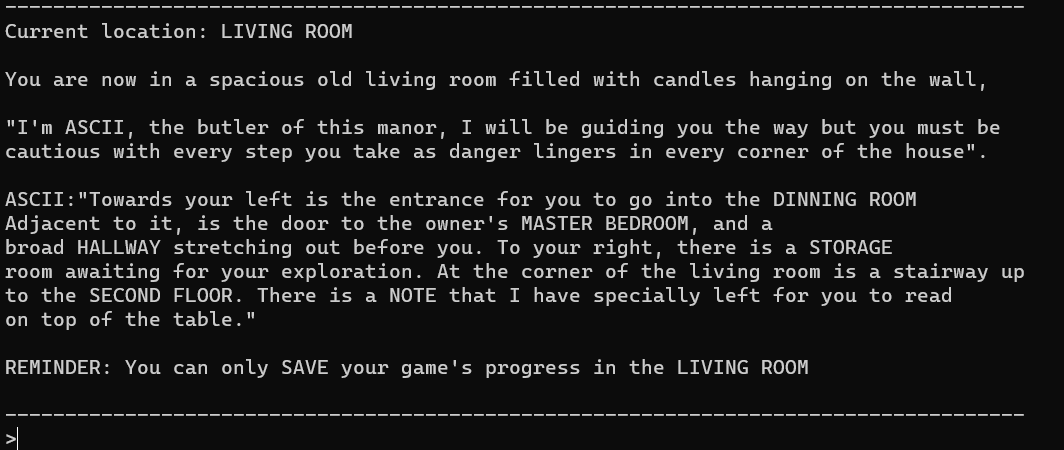 Current location: LIVING ROOM
You are now in a spacious old living room filled with candles hanging on the wall,
"I'm ASCII, the butler of this manor, I will be guiding you the way but you must be
cautious with every step you take as danger lingers in every corner of the house".
ASCII:"Towards your left is the entrance for you to go into the DINNING ROOM
Adjacent to it, is the door to the owner's MASTER BEDROOM, and a
broad HALLWAY stretching out before you. To your right, there is a STORAGE
room awaiting for your exploration. At the corner of the living room is a stairway up
to the SECOND FLOOR. There is a NOTE that I have specially left for you to read
on top of the table."
REMINDER: You can only SAVE your game's progress in the LIVING ROOM
>